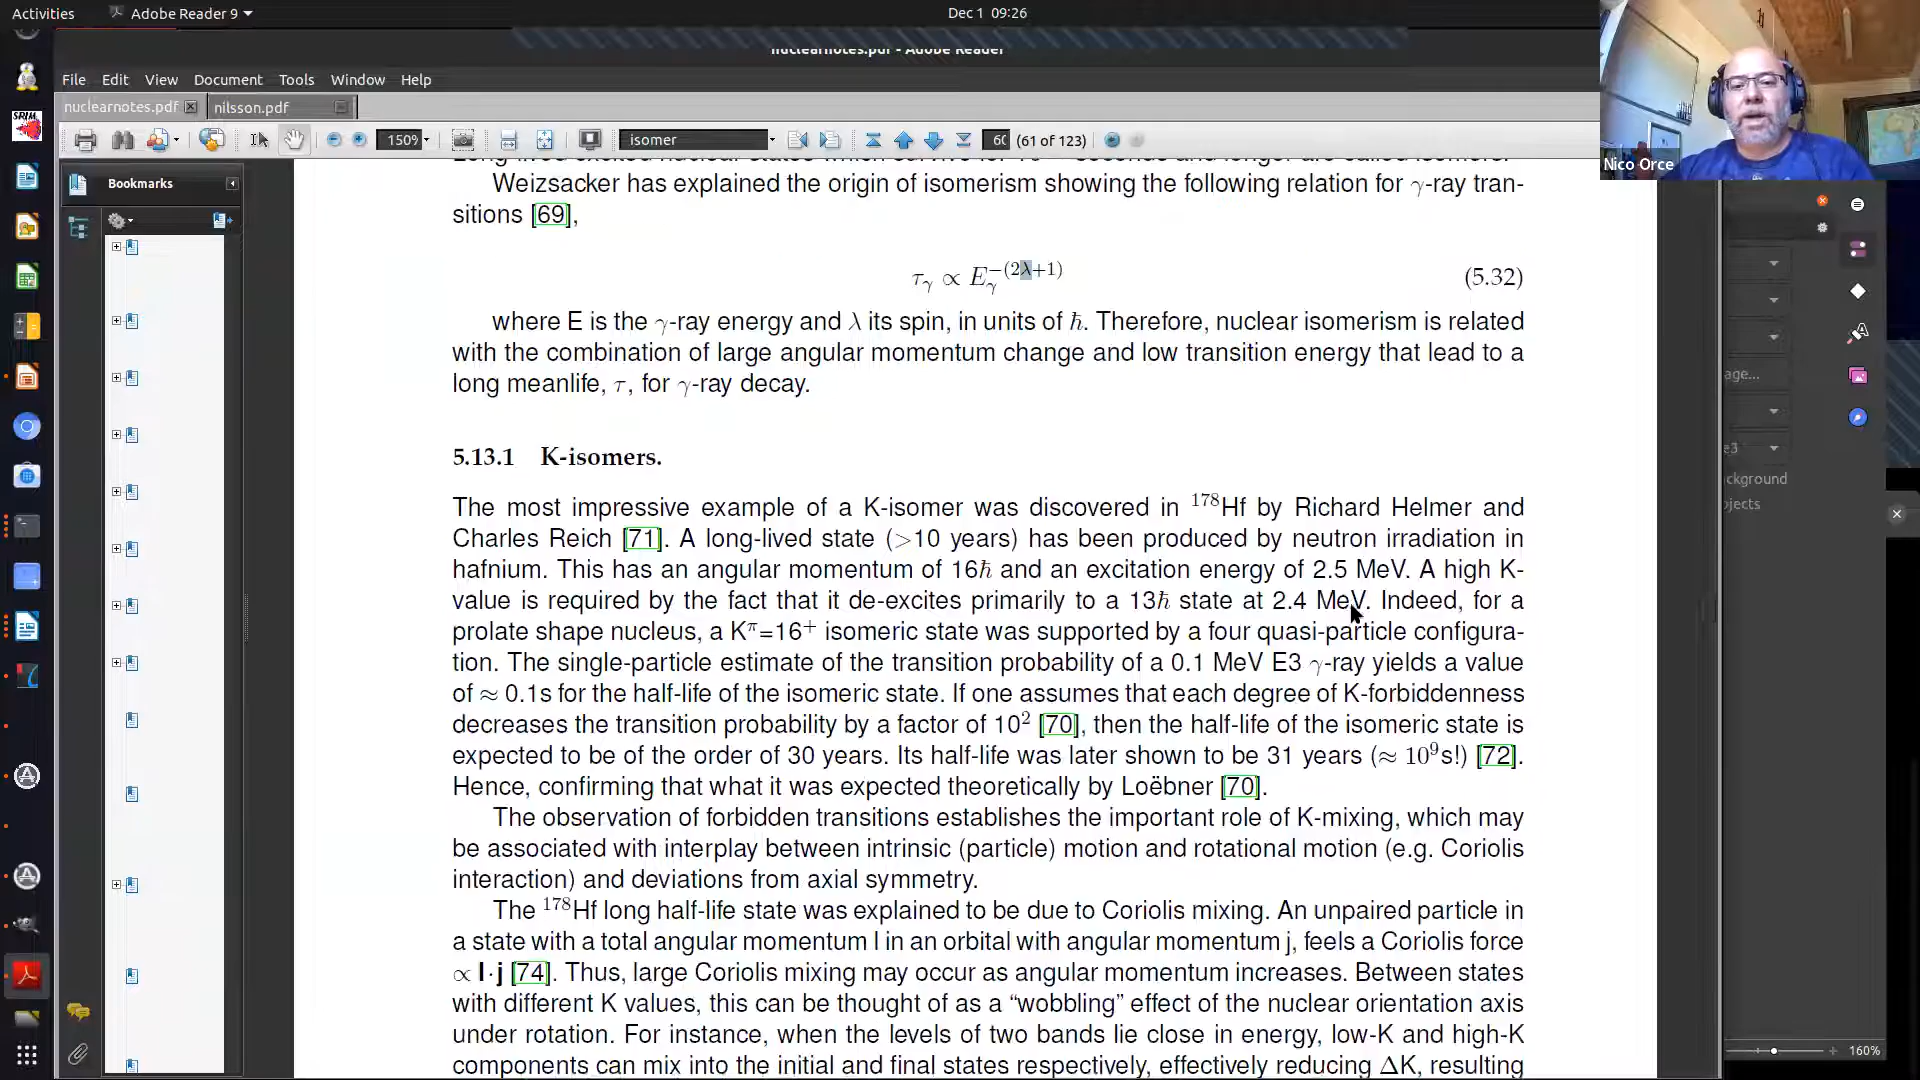 Activities Adobe Reader 9 Dec 1 09:26
nuclearnotes.pdf - Adobe Reader
File Edit View Document Tools Window Help
nuclearnotes.pdf nilsson.pdf
150% isomer 60 (61 of 123)
Nico Orce
SRIM
Bookmarks
Weizsacker has explained the origin of isomerism showing the following relation for γ-ray tran-
sitions [69],
τγ ∝ Eγ^−(2λ+1) (5.32)
where E is the γ-ray energy and λ its spin, in units of ħ. Therefore, nuclear isomerism is related
with the combination of large angular momentum change and low transition energy that lead to a
long meanlife, τ, for γ-ray decay.
5.13.1 K-isomers.
The most impressive example of a K-isomer was discovered in ¹⁷⁸Hf by Richard Helmer and
Charles Reich [71]. A long-lived state (>10 years) has been produced by neutron irradiation in
hafnium. This has an angular momentum of 16ħ and an excitation energy of 2.5 MeV. A high K-
value is required by the fact that it de-excites primarily to a 13ħ state at 2.4 MeV. Indeed, for a
prolate shape nucleus, a Kπ=16⁺ isomeric state was supported by a four quasi-particle configura-
tion. The single-particle estimate of the transition probability of a 0.1 MeV E3 γ-ray yields a value
of ≈ 0.1s for the half-life of the isomeric state. If one assumes that each degree of K-forbiddenness
decreases the transition probability by a factor of 10² [70], then the half-life of the isomeric state is
expected to be of the order of 30 years. Its half-life was later shown to be 31 years (≈ 10⁹s!) [72].
Hence, confirming that what it was expected theoretically by Loëbner [70].
The observation of forbidden transitions establishes the important role of K-mixing, which may
be associated with interplay between intrinsic (particle) motion and rotational motion (e.g. Coriolis
interaction) and deviations from axial symmetry.
The ¹⁷⁸Hf long half-life state was explained to be due to Coriolis mixing. An unpaired particle in
a state with a total angular momentum I in an orbital with angular momentum j, feels a Coriolis force
∝ I·j [74]. Thus, large Coriolis mixing may occur as angular momentum increases. Between states
with different K values, this can be thought of as a “wobbling” effect of the nuclear orientation axis
under rotation. For instance, when the levels of two bands lie close in energy, low-K and high-K
components can mix into the initial and final states respectively, effectively reducing ΔK, resulting
age...
e3
ckground
ojects
160%